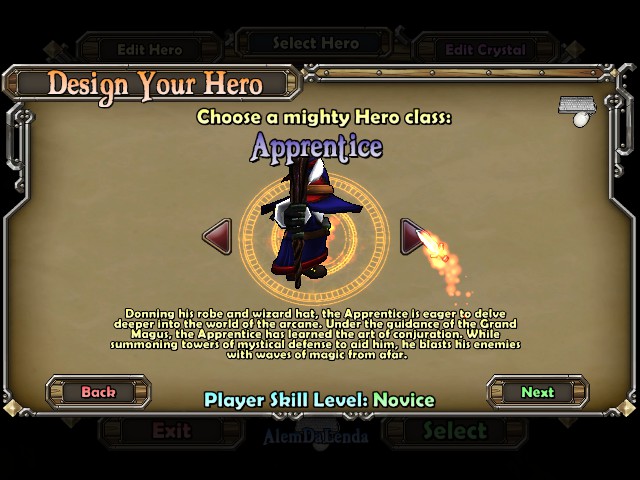 Edit Hero
Select Hero
Edit Crystal
Design Your Hero
Choose a mighty Hero class:
Apprentice
Donning his robe and wizard hat, the Apprentice is eager to delve
deeper into the world of the arcane. Under the guidance of the Grand
Magus, the Apprentice has learned the art of conjuration. While
summoning towers of mystical defense to aid him, he blasts his enemies
with waves of magic from afar.
Back
Player Skill Level: Novice
Next
Exit
AlemDaLenda
Select